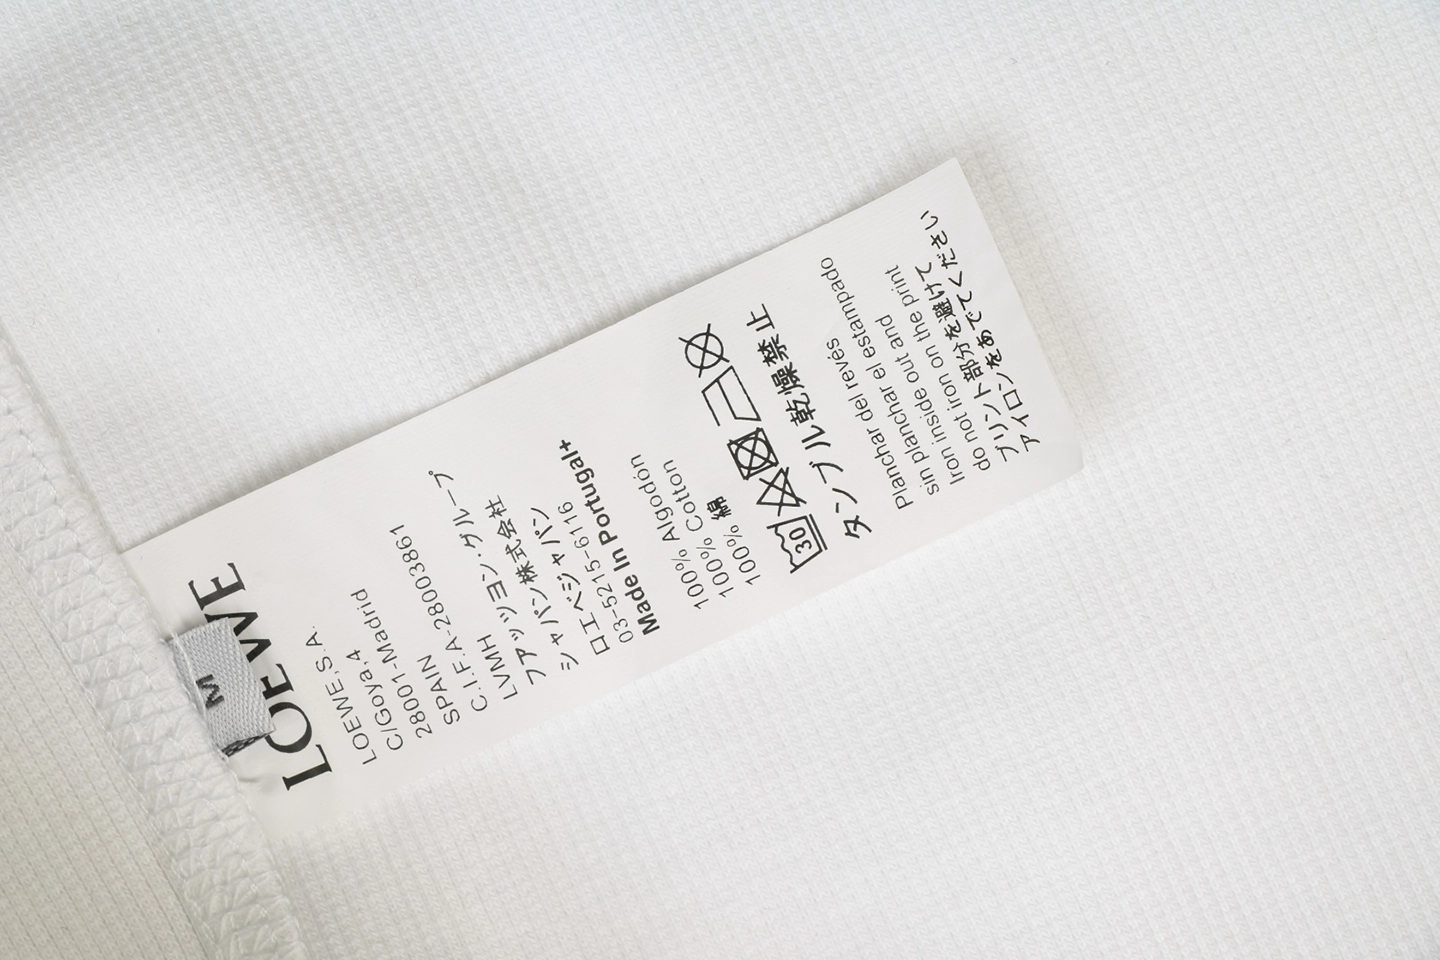 M
LOEWE
LOEWE, S.A.
C/Goya,4
28001-Madrid
SPAIN
C.I.F.A-28003861
LVMH
ファッツヨン・グループ
シャパン株式会社
ロエベジャパン
03-5215-6116
Made In Portugal+
100% Algodón
100% Cotton
100% 綿
30
タンブル乾燥禁止
Planchar del revés
sin planchar el estampado
Iron inside out and
do not iron on the print
プリント部分を避けて
アイロンをあててください